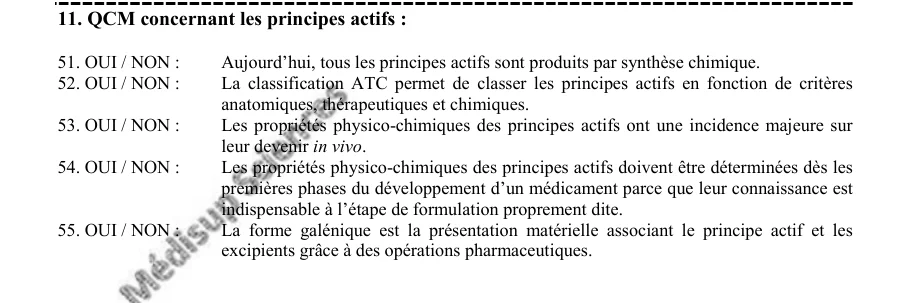 11. QCM concernant les principes actifs :
51. OUI / NON : Aujourd'hui, tous les principes actifs sont produits par synthèse chimique.
52. OUI / NON : La classification ATC permet de classer les principes actifs en fonction de critères
anatomiques, thérapeutiques et chimiques.
53. OUI / NON : Les propriétés physico-chimiques des principes actifs ont une incidence majeure sur
leur devenir in vivo.
54. OUI / NON : Les propriétés physico-chimiques des principes actifs doivent être déterminées dès les
premières phases du développement d'un médicament parce que leur connaissance est
indispensable à l'étape de formulation proprement dite.
55. OUI / NON : La forme galénique est la présentation matérielle associant le principe actif et les
excipients grâce à des opérations pharmaceutiques.
Médisup Sciences